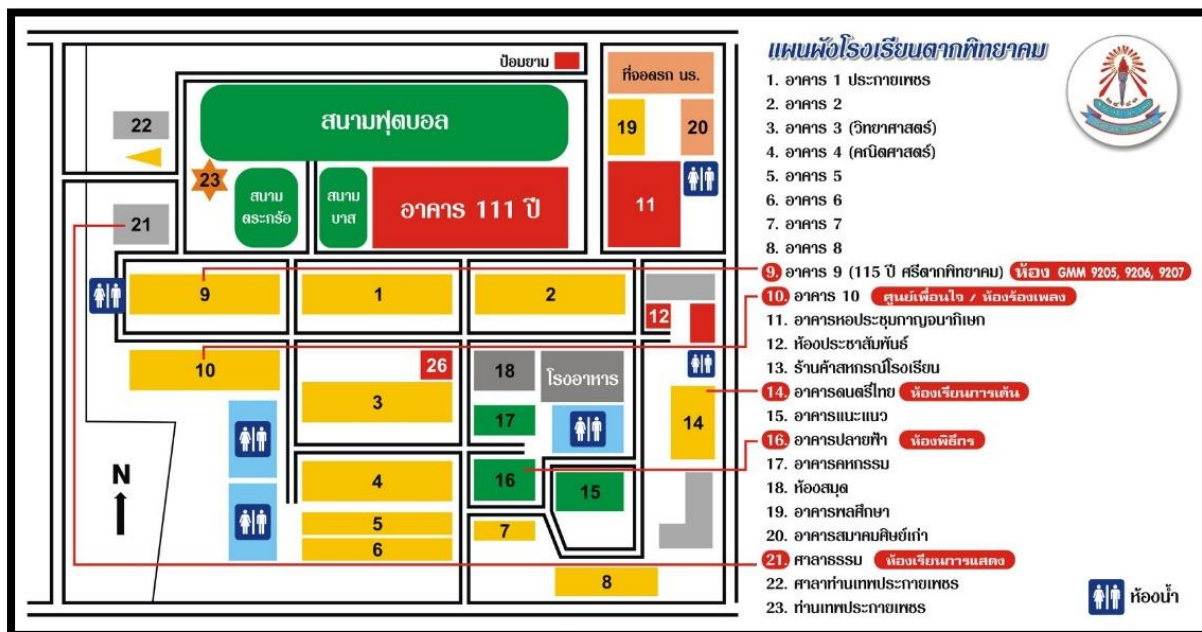 แผนผังโรงเรียนตากพิทยาคม
ป้อมยาม
ที่จอดรถ นร.
สนามฟุตบอล
22
19
20
23
สนาม
ตระกร้อ
สนาม
บาส
อาคาร 111 ปี
11
21
9
1
2
12
10
26
3
18
โรงอาหาร
17
14
N
4
16
15
5
6
7
8
1. อาคาร 1 ประกายเพชร
2. อาคาร 2
3. อาคาร 3 (วิทยาศาสตร์)
4. อาคาร 4 (คณิตศาสตร์)
5. อาคาร 5
6. อาคาร 6
7. อาคาร 7
8. อาคาร 8
9. อาคาร 9 (115 ปี ศรีตากพิทยาคม) ห้อง GMM 9205, 9206, 9207
10. อาคาร 10 ศูนย์เพื่อนใจ / ห้องร้องเพลง
11. อาคารหอประชุมกาญจนาภิเษก
12. ห้องประชาสัมพันธ์
13. ร้านค้าสหกรณ์โรงเรียน
14. อาคารดนตรีไทย ห้องเรียนการเต้น
15. อาคารแนะแนว
16. อาคารปลายฟ้า ห้องพิธีกร
17. อาคารคหกรรม
18. ห้องสมุด
19. อาคารพลศึกษา
20. อาคารสมาคมศิษย์เก่า
21. ศาลาธรรม ห้องเรียนการแสดง
22. ศาลาท่านเทพประกายเพชร
23. ท่านเทพประกายเพชร
ห้องน้ำ